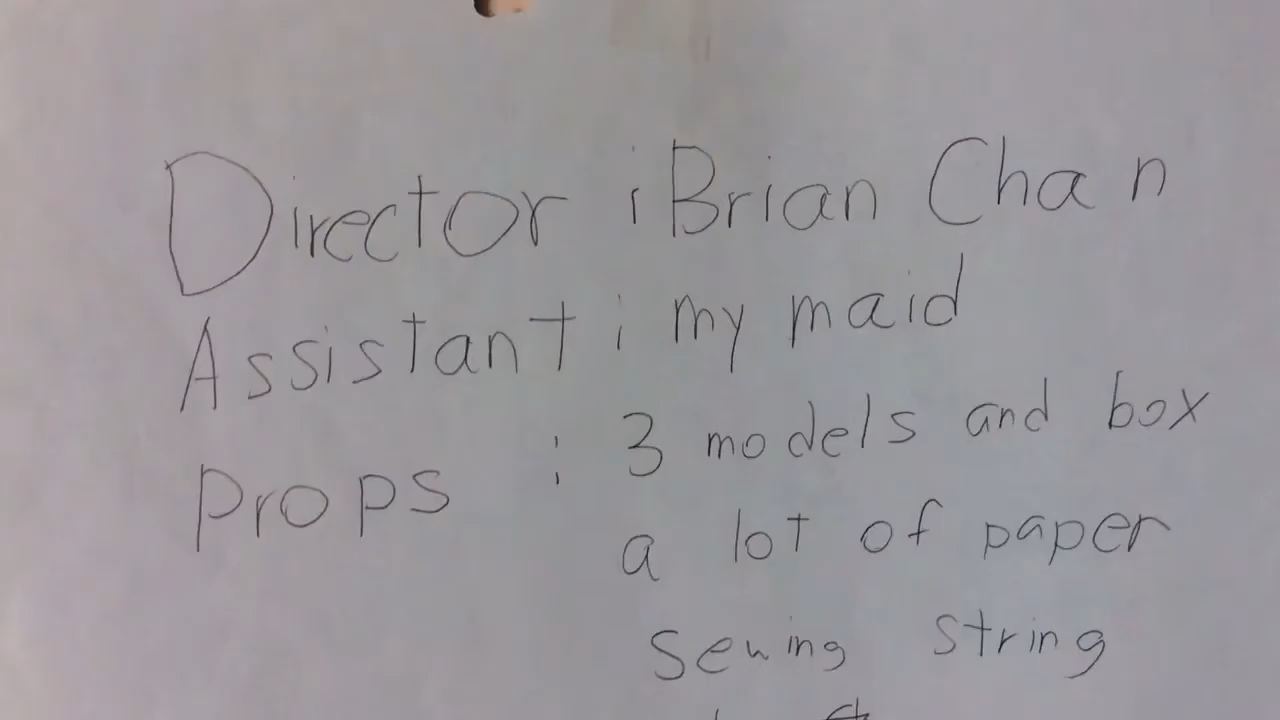 Director : Brian Chan
Assistant : my maid
Props : 3 models and box
a lot of paper
sewing string